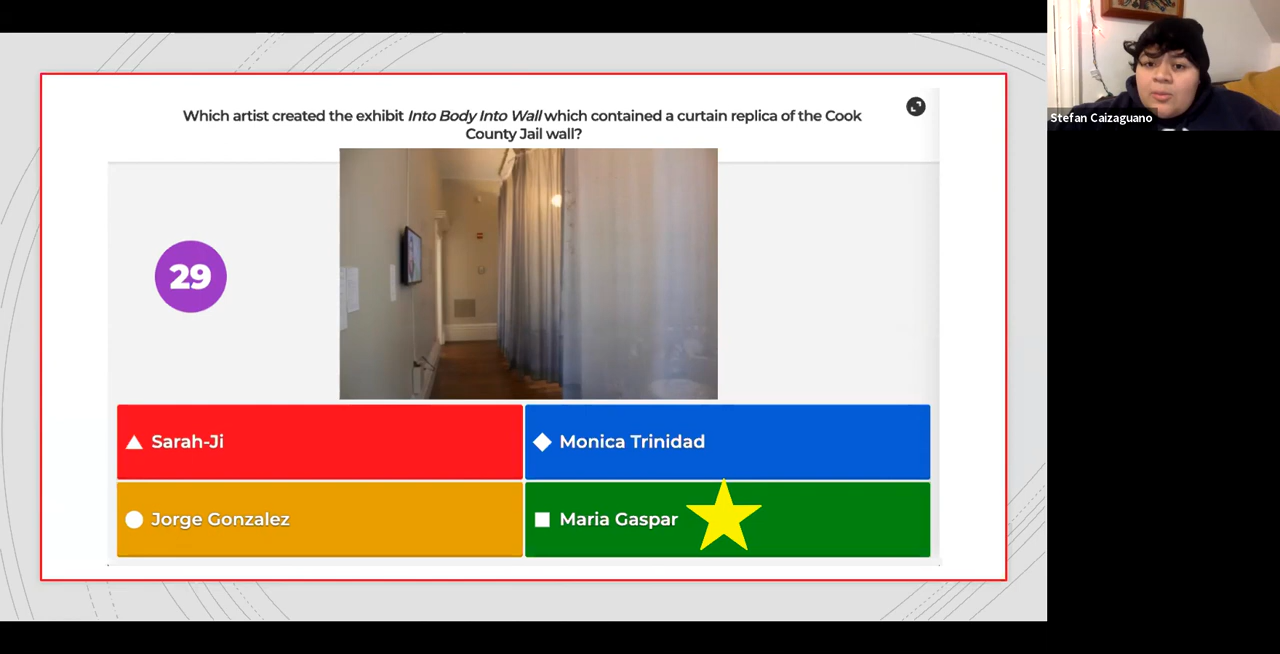 Which artist created the exhibit Into Body Into Wall which contained a curtain replica of the Cook
County Jail wall?
29
Sarah-Ji
Monica Trinidad
Jorge Gonzalez
Maria Gaspar
Stefan Caizaguano